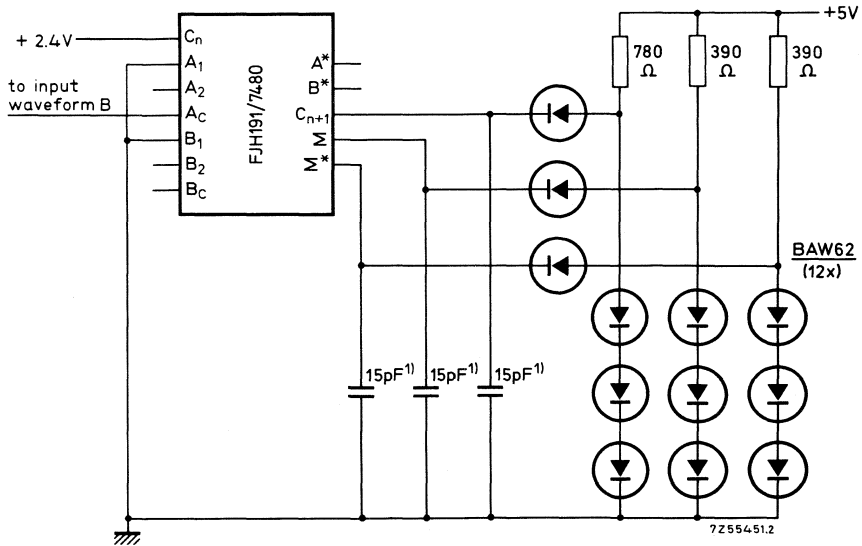 +5V
+ 2.4V
Cn
A1
A2
AC
B1
B2
BC
FJH191/7480
A*
B*
Cn+1
M
M*
to input
waveform B
780
Ω
390
Ω
390
Ω
BAW62
(12x)
15pF1)
15pF1)
15pF1)
7Z55451.2